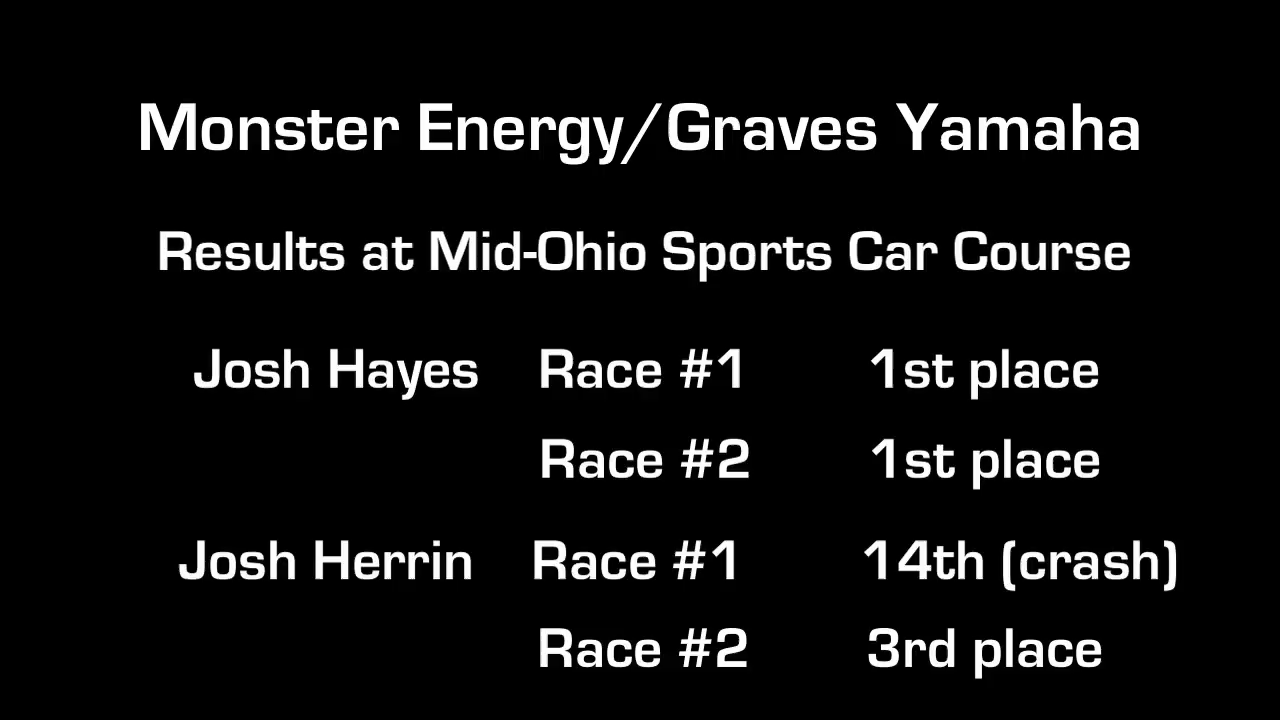 Monster Energy/Graves Yamaha
Results at Mid-Ohio Sports Car Course
Josh Hayes Race #1 1st place
Race #2 1st place
Josh Herrin Race #1 14th (crash)
Race #2 3rd place